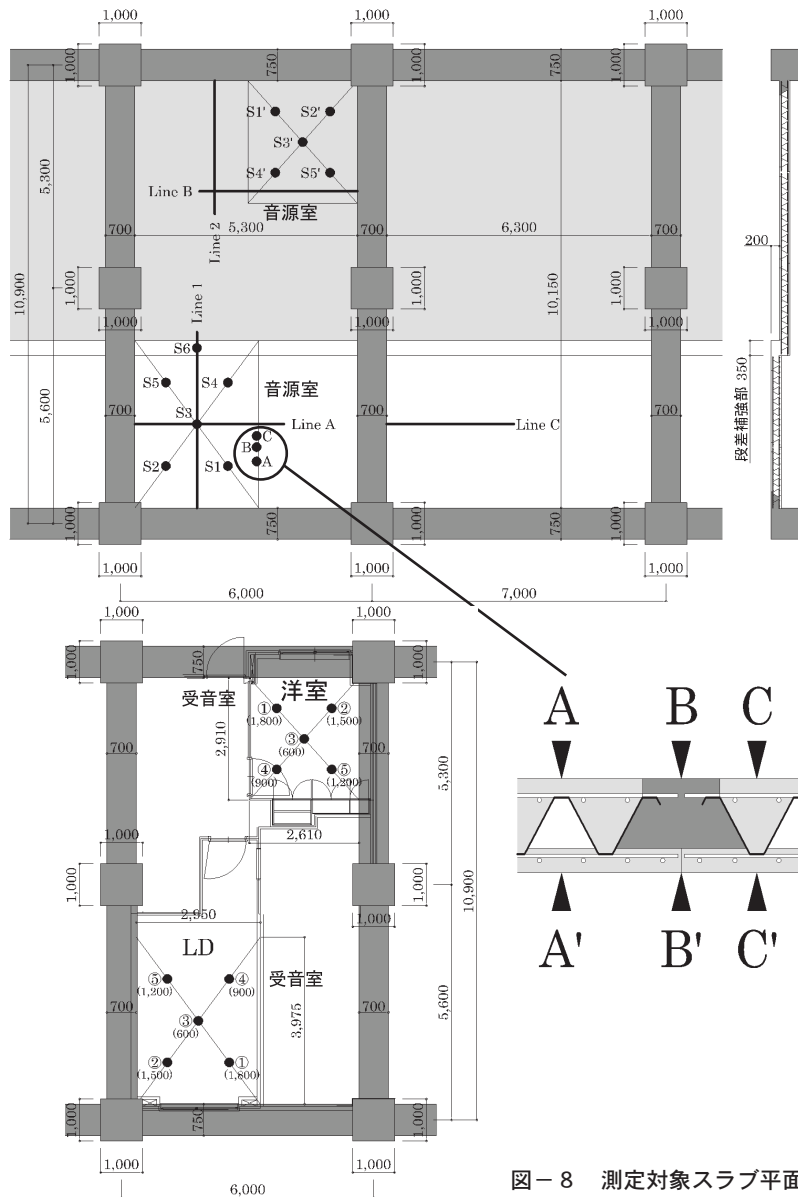 1,000 1,000 1,000
1,000 750 1,000 750 1,000
S1' S2'
S3'
S4' S5'
Line B
音源室
Line 2
5,300
700 5,300 700 6,300 700
200
10,900
1,000 1,000 10,150 1,000
1,000 1,000 1,000
Line 1
S6
S5 S4 音源室
S3
Line A
Line C
段差補強部 350
5,600
700 700 700
C
B
A
S2 S1
1,000 750 1,000 750 1,000
1,000 1,000 1,000
6,000 7,000
1,000 1,000
1,000 750 1,000
受音室 洋室
① ②
(1,800) (1,500)
③
(600)
④ ⑤
(900) (1,200)
700 2,910 700
5,300
2,610
1,000
1,000 1,000
1,000
10,900
2,950
LD
受音室
⑤ ④
(1,200) (900)
③
(600)
② ①
(1,500) (1,800)
700 3,975 700
5,600
1,000 750 1,000
1,000 1,000
6,000
A B C
A' B' C'
図－8 測定対象スラブ平面